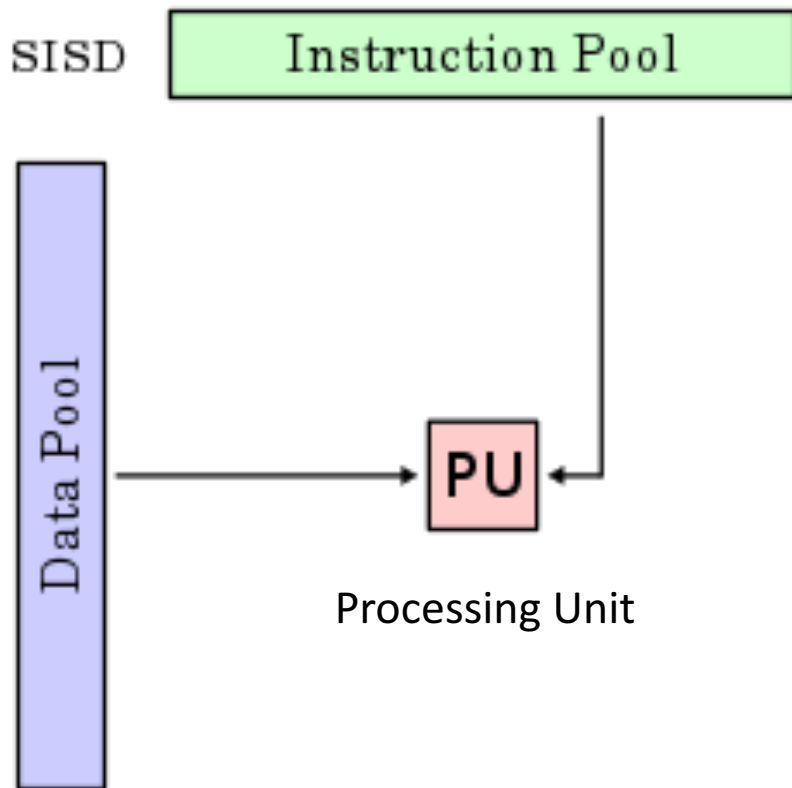 SISD
Instruction Pool
Data Pool
PU
Processing Unit